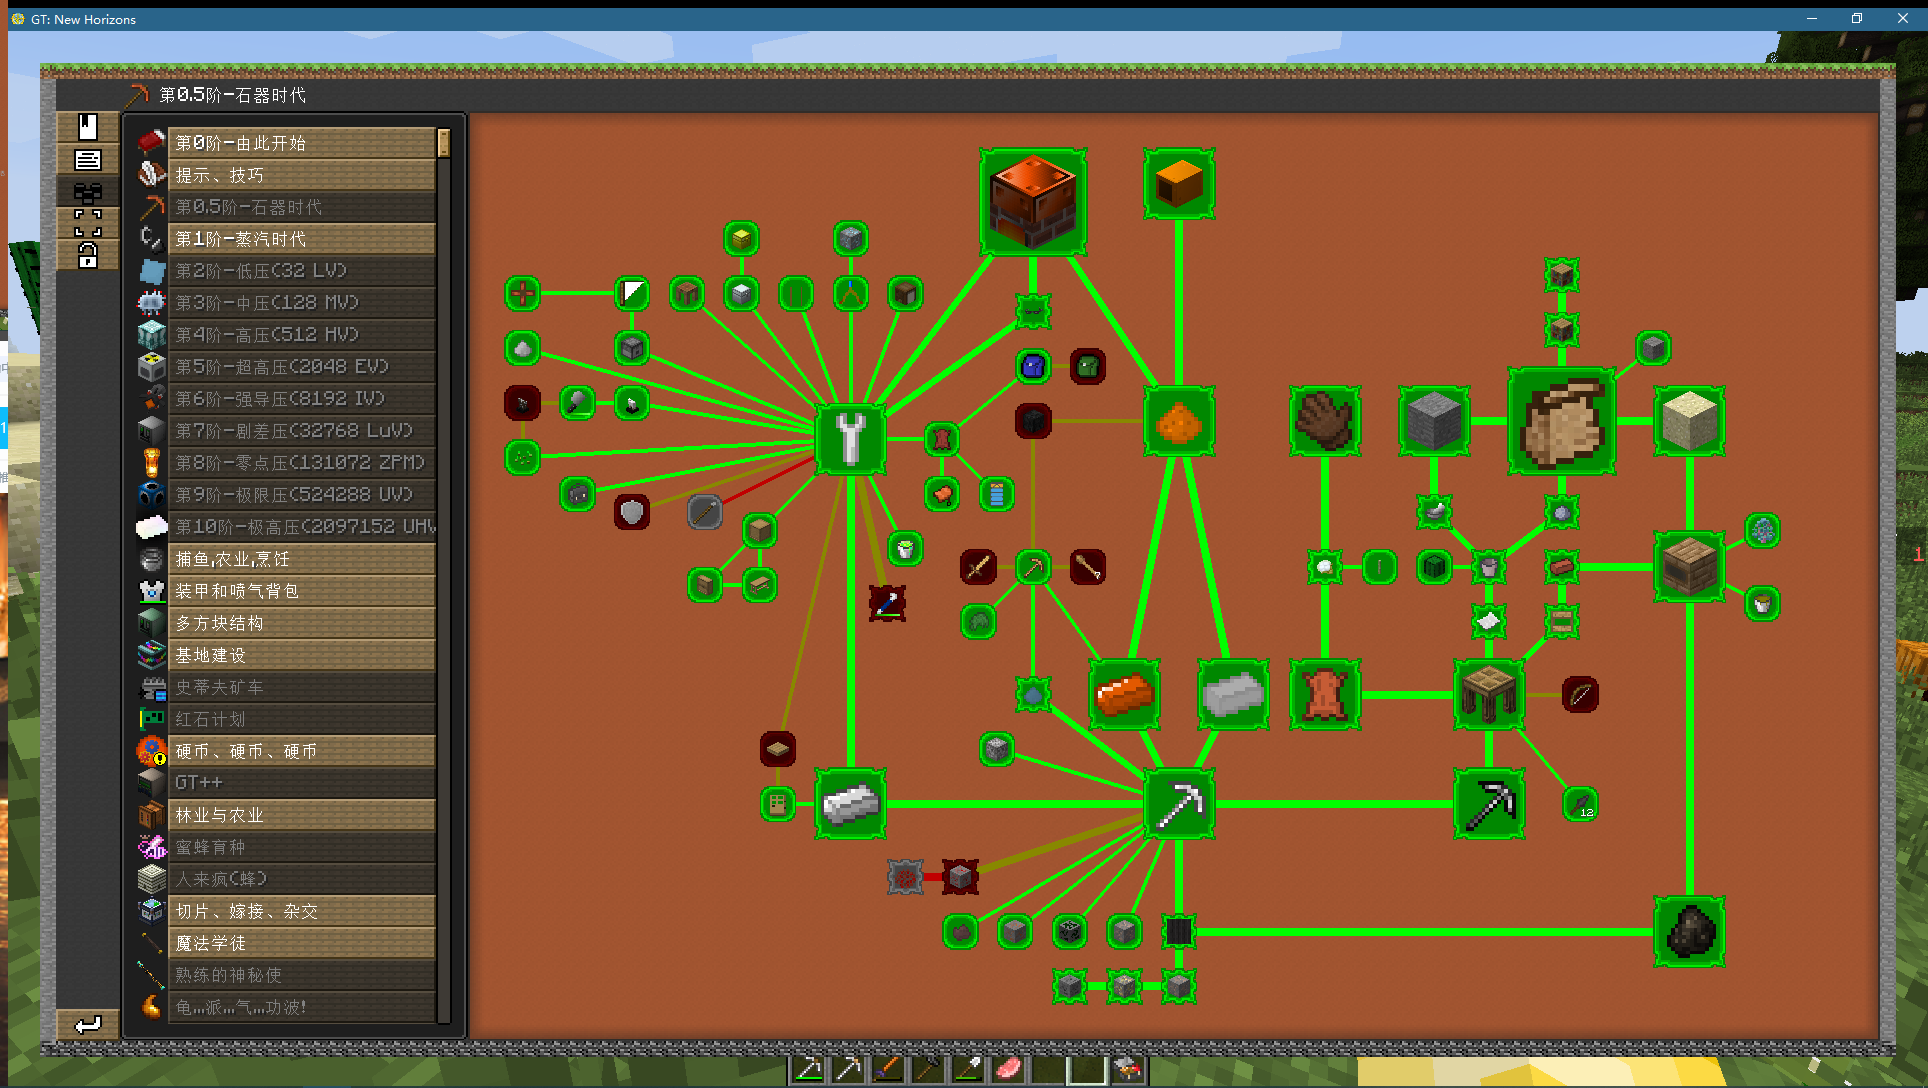 GT: New Horizons
第0.5阶-石器时代
第0阶-由此开始
提示、技巧
第0.5阶-石器时代
第1阶-蒸汽时代
第2阶-低压(32 LV)
第3阶-中压(128 MV)
第4阶-高压(512 HV)
第5阶-超高压(2048 EV)
第6阶-强导压(8192 IV)
第7阶-剧差压(32768 LuV)
第8阶-零点压(131072 ZPM)
第9阶-极限压(524288 UV)
第10阶-极高压(2097152 UHV
捕鱼,农业,烹饪
装甲和喷气背包
多方块结构
基地建设
史蒂夫矿车
红石计划
硬币、硬币、硬币
GT++
林业与农业
蜜蜂育种
人来疯(蜂)
切片、嫁接、杂交
魔法学徒
熟练的神秘使
龟...派...气...功波!
12
1
1